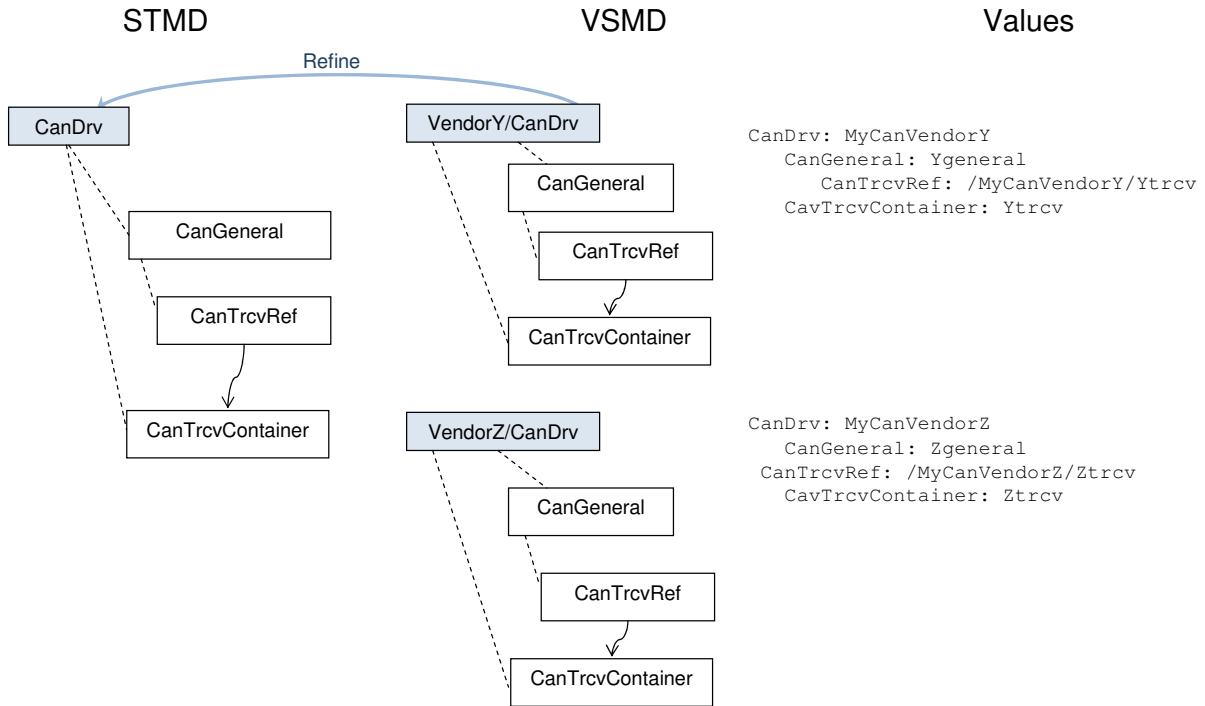 STMD
VSMD
Values
Refine
CanDrv
CanGeneral
CanTrcvRef
CanTrcvContainer
VendorY/CanDrv
CanGeneral
CanTrcvRef
CanTrcvContainer
CanDrv: MyCanVendorY
CanGeneral: Ygeneral
CanTrcvRef: /MyCanVendorY/Ytrcv
CavTrcvContainer: Ytrcv
VendorZ/CanDrv
CanGeneral
CanTrcvRef
CanTrcvContainer
CanDrv: MyCanVendorZ
CanGeneral: Zgeneral
CanTrcvRef: /MyCanVendorZ/Ztrcv
CavTrcvContainer: Ztrcv